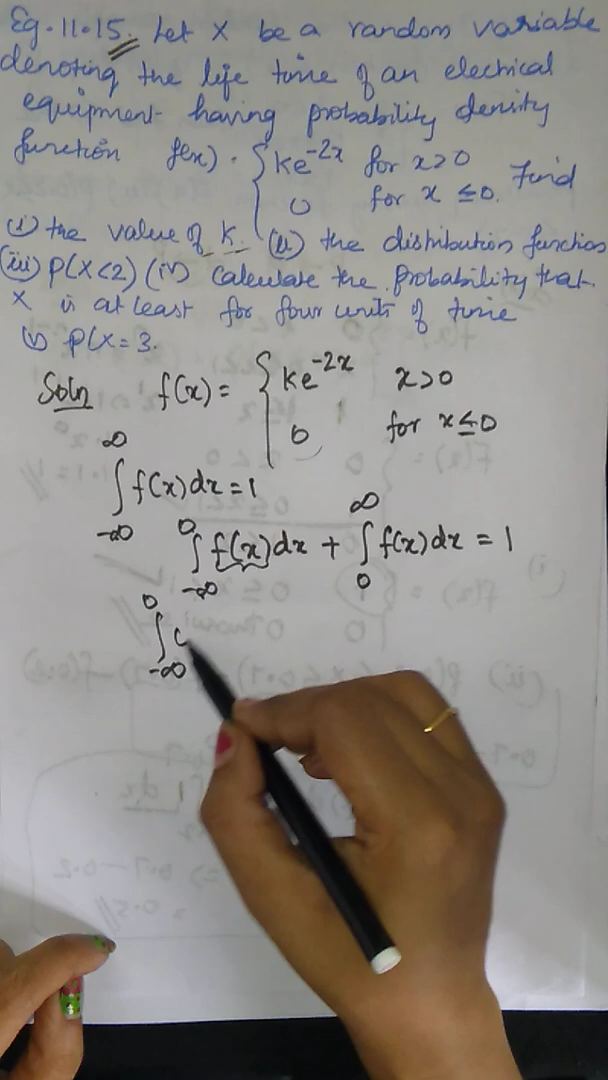 Eg. 11.15. Let X be a random variable
denoting the life time of an electrical
equipment having probability density
function f(x) = { ke^-2x for x>0 Find
0 for x ≤0.
(i) the value of k. (ii) the distribution function
(iii) P(X<2) (iv) Calculate the probability that
X is at least for four units of time
(v) P(X=3.
Soln f(x) = { ke^-2x x>0
0 for x≤0
∫_-∞^∞ f(x)dx = 1
∫_-∞^0 f(x)dx + ∫_0^∞ f(x)dx = 1
∫_-∞^0